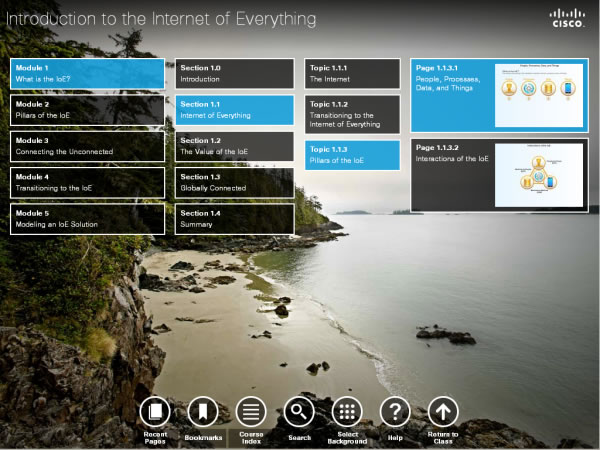 Introduction to the Internet of Everything
CISCO
Module 1
What is the IoE?
Module 2
Pillars of the IoE
Module 3
Connecting the Unconnected
Module 4
Transitioning to the IoE
Module 5
Modeling an IoE Solution
Section 1.0
Introduction
Section 1.1
Internet of Everything
Section 1.2
The Value of the IoE
Section 1.3
Globally Connected
Section 1.4
Summary
Topic 1.1.1
The Internet
Topic 1.1.2
Transitioning to the
Internet of Everything
Topic 1.1.3
Pillars of the IoE
Page 1.1.3.1
People, Processes,
Data, and Things
Page 1.1.3.2
Interactions of the IoE
Recent
Pages
Bookmarks
Course
Index
Search
Select
Background
?
Help
Return to
Class